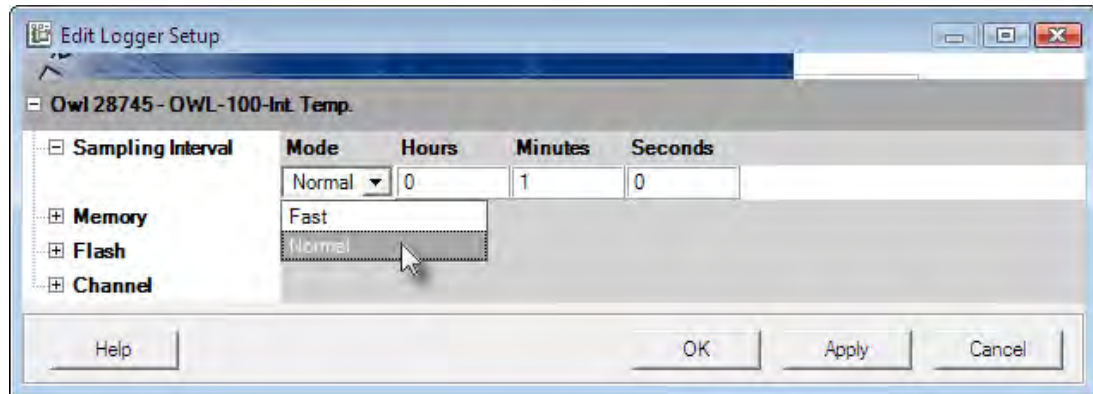 Edit Logger Setup
Owl 28745 - OWL-100-Int. Temp.
Sampling Interval Mode Hours Minutes Seconds
Normal 0 1 0
Memory Fast
Normal
Flash
Channel
Help OK Apply Cancel